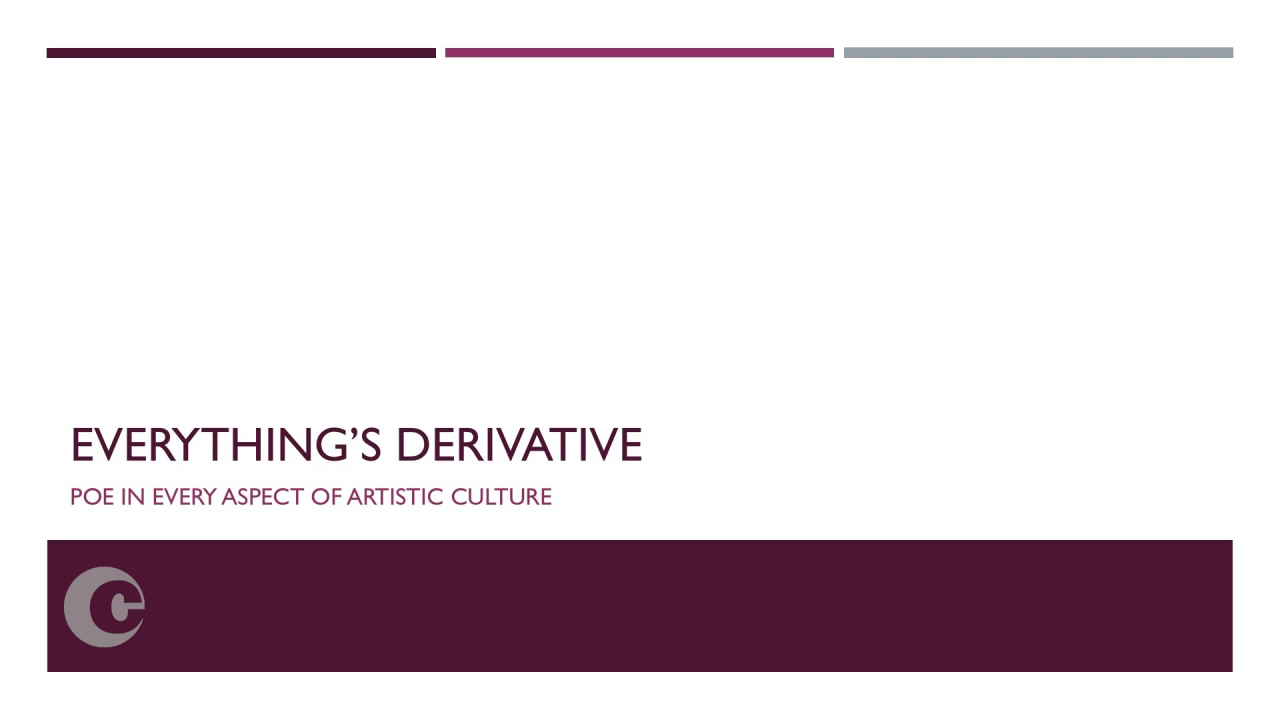 EVERYTHING’S DERIVATIVE
POE IN EVERY ASPECT OF ARTISTIC CULTURE